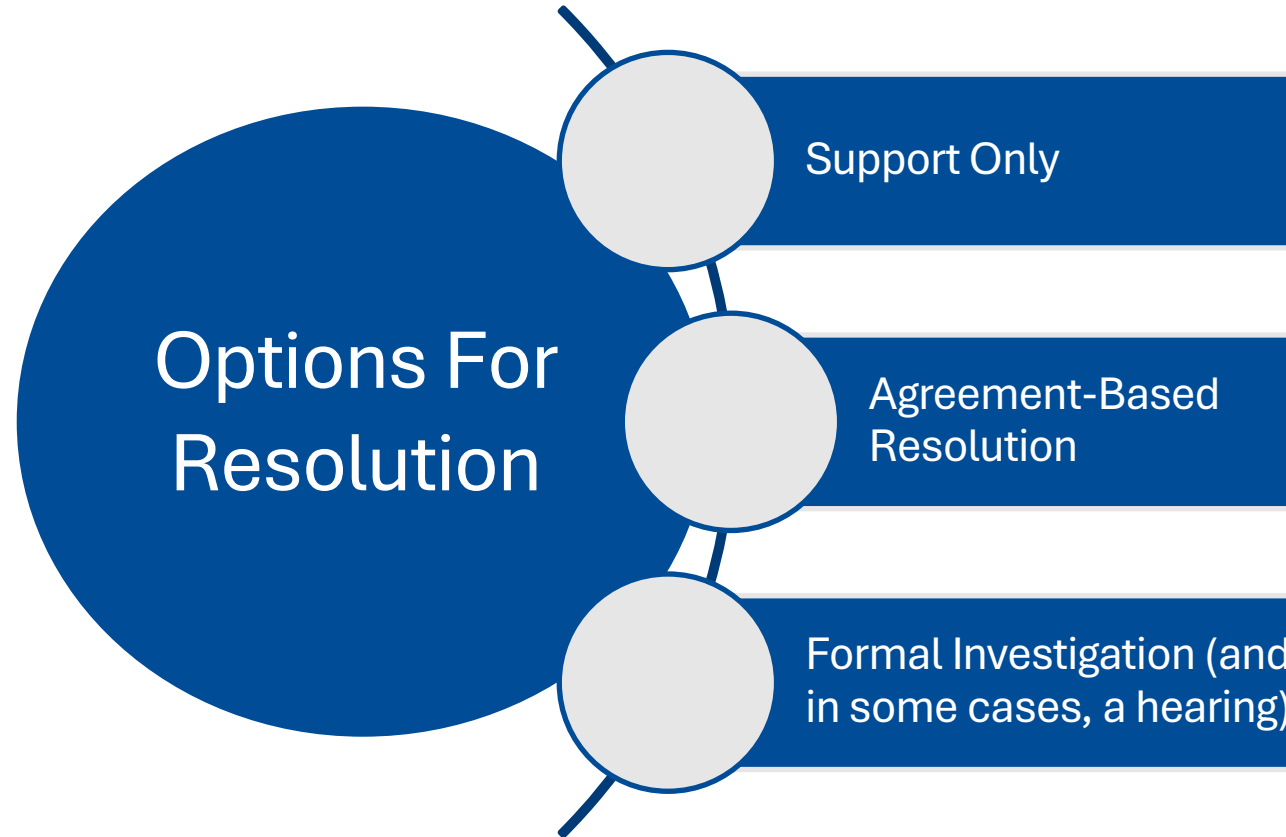 Options For
Resolution
Support Only
Agreement-Based
Resolution
Formal Investigation (and
in some cases, a hearing)